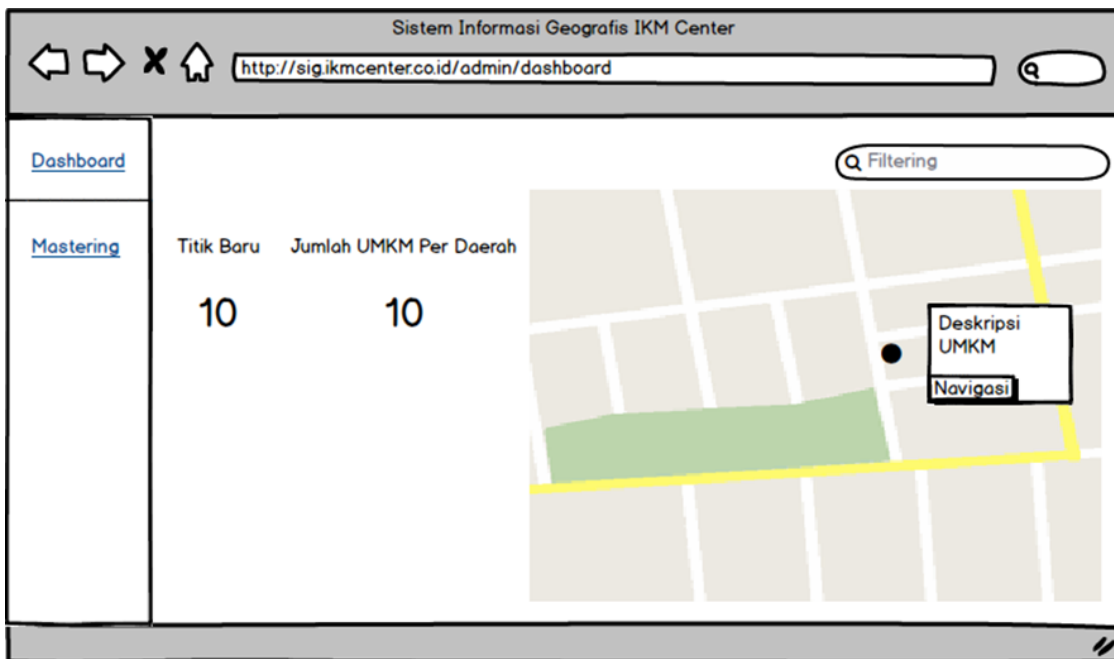 Sistem Informasi Geografis IKM Center
http://sig.ikmcenter.co.id/admin/dashboard
Dashboard
Filtering
Mastering
Titik Baru
Jumlah UMKM Per Daerah
10
10
Deskripsi
UMKM
Navigasi